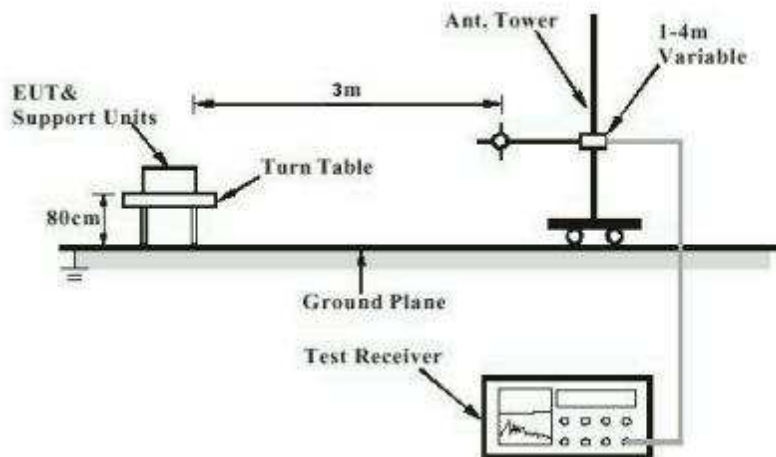 Ant. Tower
1-4m
Variable
EUT&
Support Units
3m
Turn Table
80cm
Ground Plane
Test Receiver